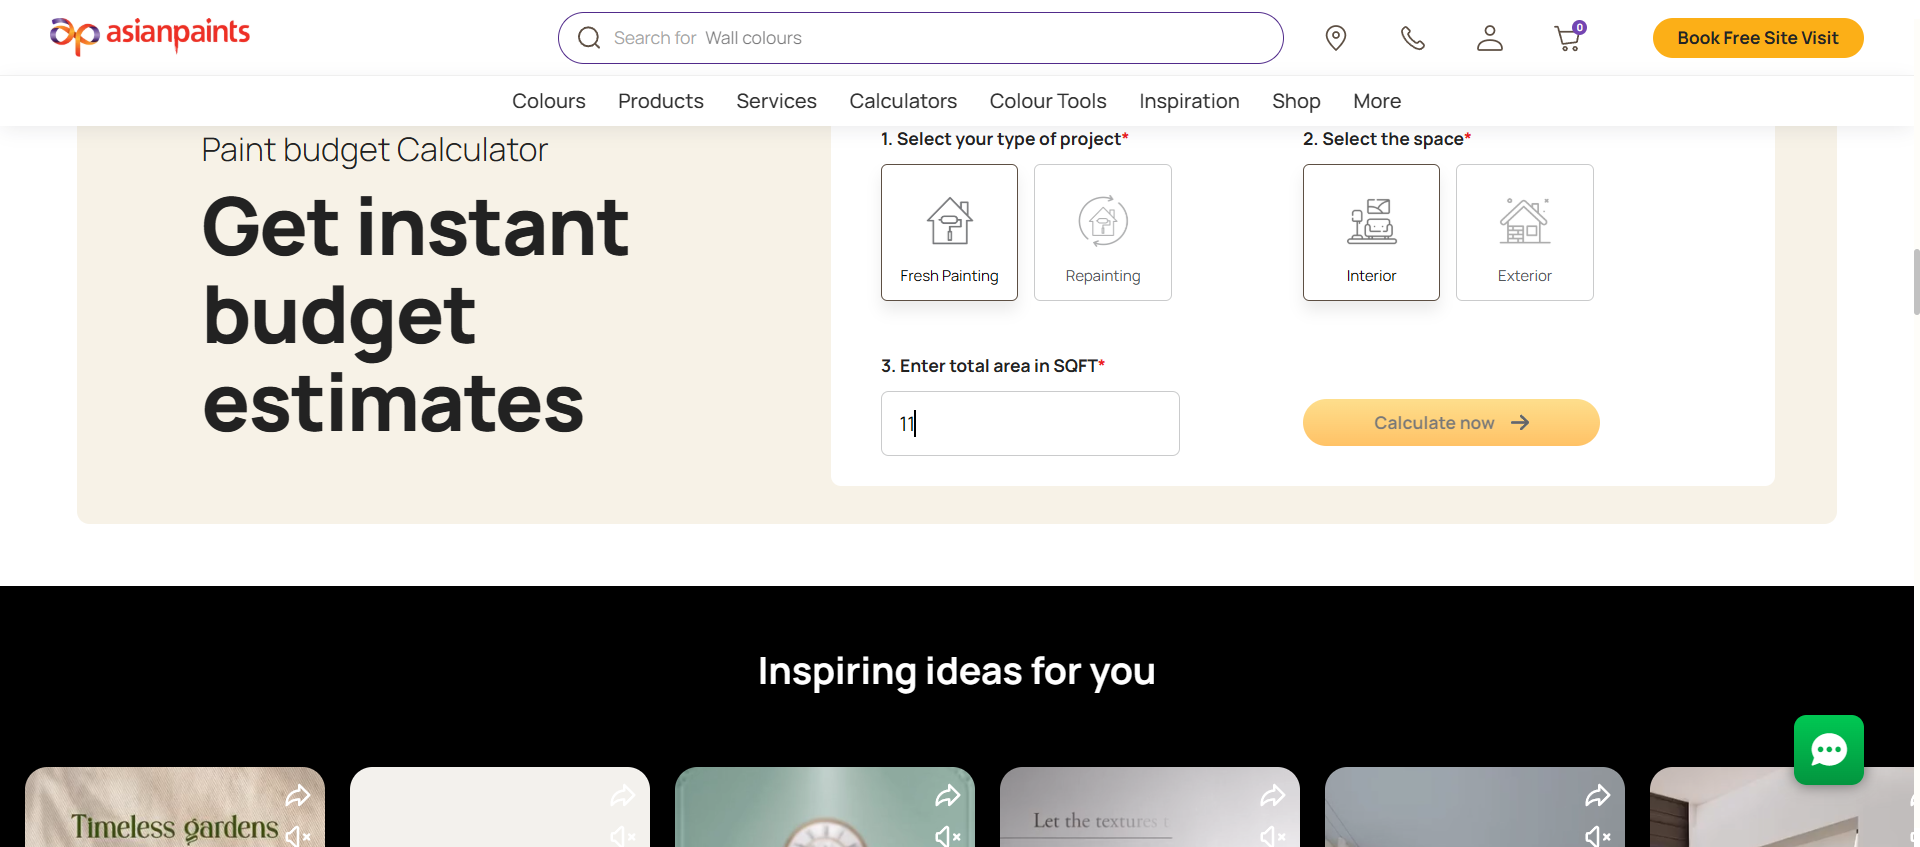 asianpaints
Search for Wall colours
0
Book Free Site Visit
Colours Products Services Calculators Colour Tools Inspiration Shop More
Paint budget Calculator
Get instant
budget
estimates
1. Select your type of project*
Fresh Painting
Repainting
2. Select the space*
Interior
Exterior
3. Enter total area in SQFT*
11
Calculate now
Inspiring ideas for you
Timeless gardens
Let the textures t